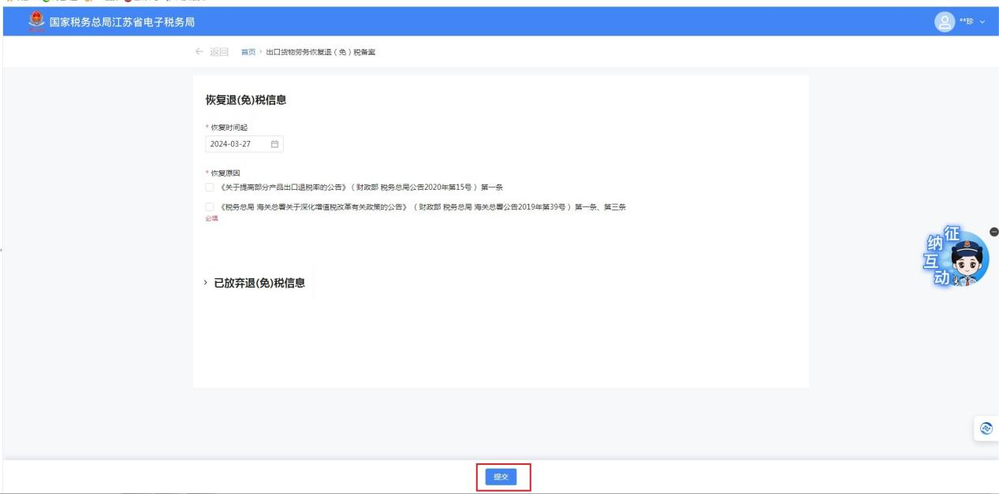 国家税务总局江苏省电子税务局
**珍
← 返回 首页 › 出口货物劳务恢复退（免）税备案
恢复退(免)税信息
* 恢复时间起
2024-03-27
* 恢复原因
《关于提高部分产品出口退税率的公告》（财政部 税务总局公告2020年第15号） 第一条
《税务总局 海关总署关于深化增值税改革有关政策的公告》（财政部 税务总局 海关总署公告2019年第39号） 第一条、第三条
必填
› 已放弃退(免)税信息
征纳互动
提交